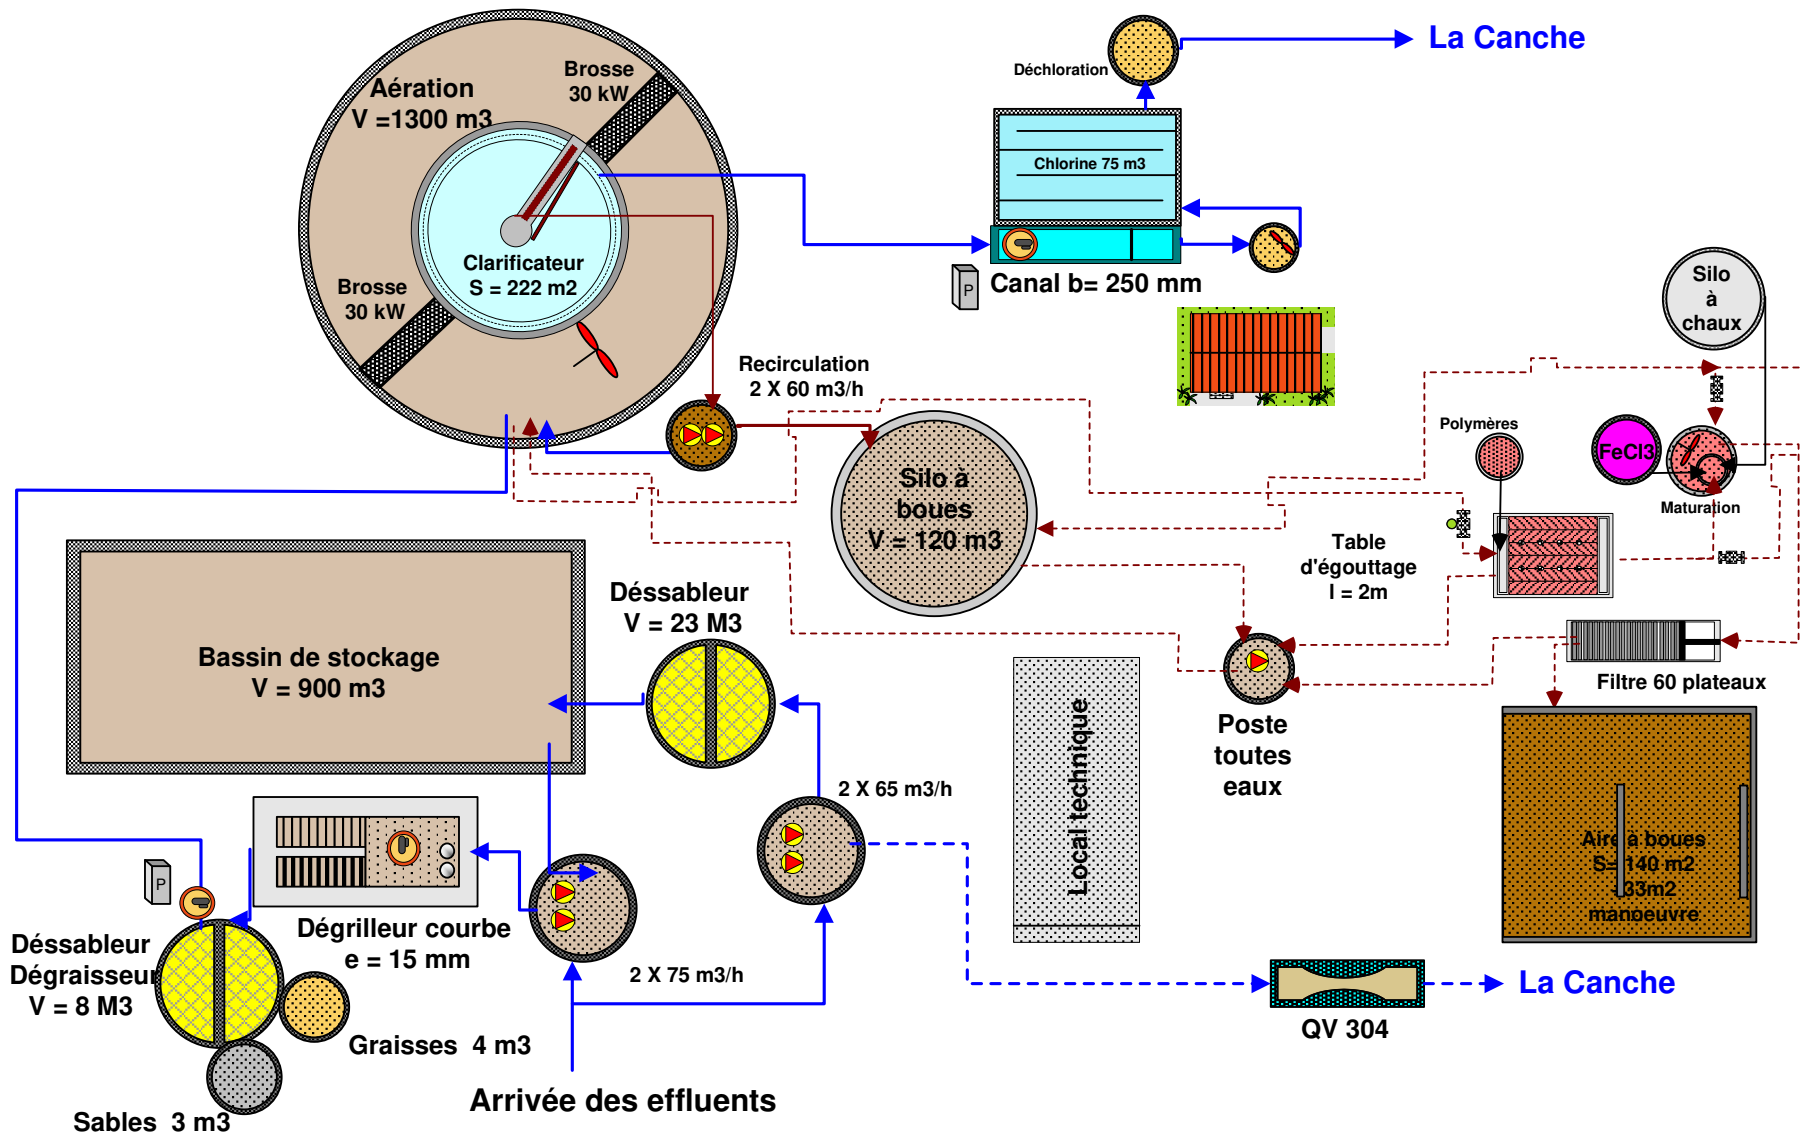 La Canche
Déchloration
Brosse
30 kW
Aération
V =1300 m3
Chlorine 75 m3
Clarificateur
S = 222 m2
Brosse
30 kW
P
Canal b= 250 mm
Silo
à
chaux
Recirculation
2 X 60 m3/h
Polymères
FeCl3
Maturation
Silo a
boues
V = 120 m3
Table
d'égouttage
l = 2m
Déssableur
V = 23 M3
Bassin de stockage
V = 900 m3
Filtre 60 plateaux
Poste
toutes
eaux
Local technique
2 X 65 m3/h
Aire à boues
S= 140 m2
+33m2
manoeuvre
P
Dégrilleur courbe
e = 15 mm
Déssableur
Dégraisseur
V = 8 M3
2 X 75 m3/h
La Canche
QV 304
Graisses 4 m3
Arrivée des effluents
Sables 3 m3